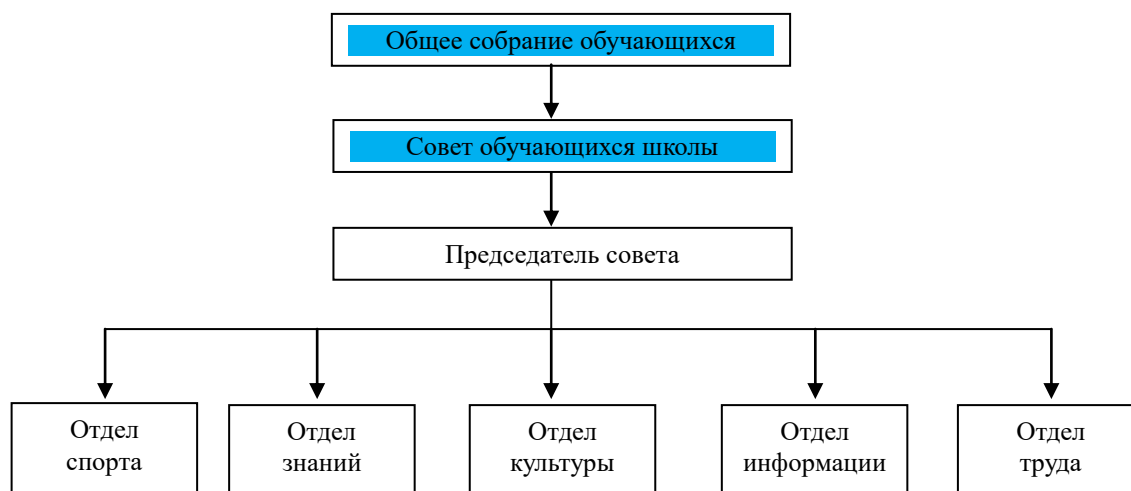 Общее собрание обучающихся
Совет обучающихся школы
Председатель совета
Отдел
спорта
Отдел
знаний
Отдел
культуры
Отдел
информации
Отдел
труда